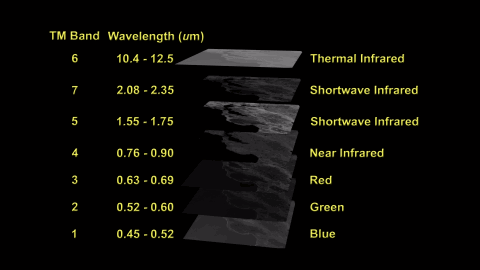 TM Band Wavelength (um)
6 10.4 - 12.5 Thermal Infrared
7 2.08 - 2.35 Shortwave Infrared
5 1.55 - 1.75 Shortwave Infrared
4 0.76 - 0.90 Near Infrared
3 0.63 - 0.69 Red
2 0.52 - 0.60 Green
1 0.45 - 0.52 Blue